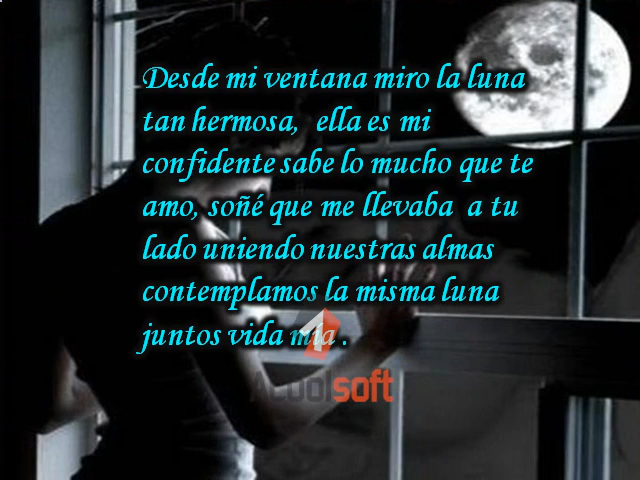 Desde mi ventana miro la luna
tan hermosa, ella es mi
confidente sabe lo mucho que te
amo, soñé que me llevaba a tu
lado uniendo nuestras almas
contemplamos la misma luna
juntos vida mía .
Acoolsoft